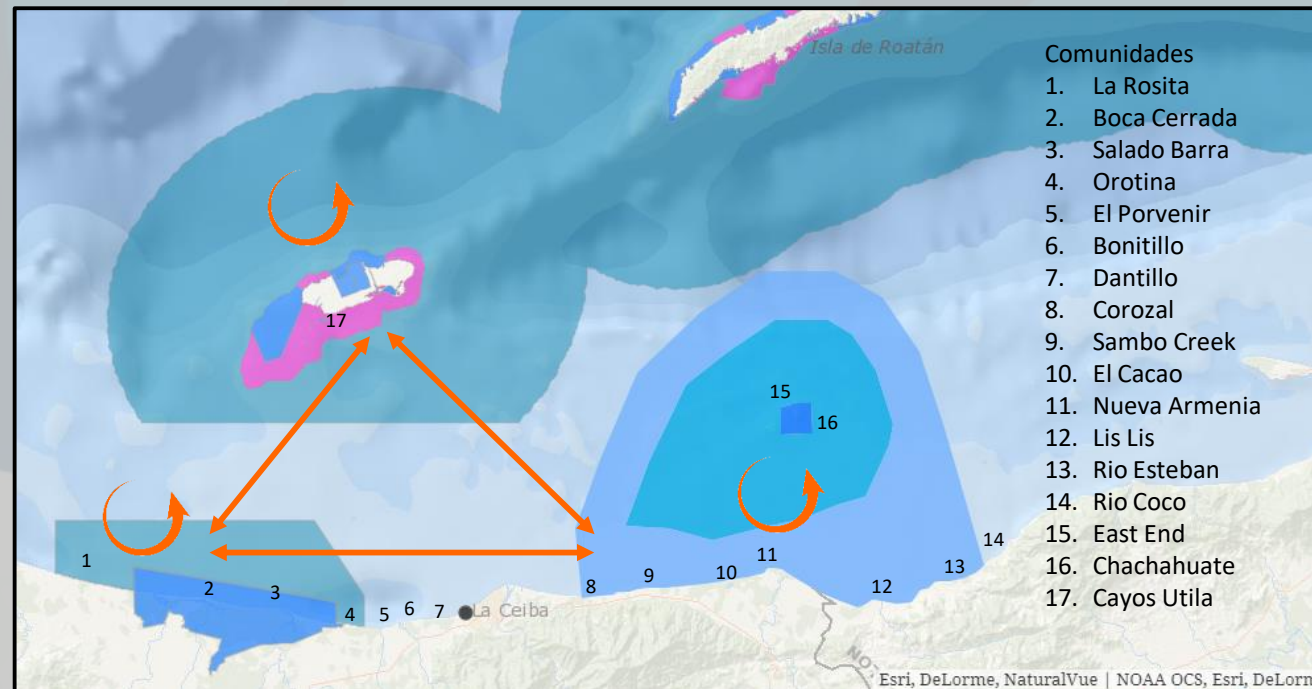 Isla de Roatán
Comunidades
1. La Rosita
2. Boca Cerrada
3. Salado Barra
4. Orotina
5. El Porvenir
6. Bonitillo
7. Dantillo
8. Corozal
9. Sambo Creek
10. El Cacao
11. Nueva Armenia
12. Lis Lis
13. Rio Esteban
14. Rio Coco
15. East End
16. Chachahuate
17. Cayos Utila
17
15
16
1
2
3
4
5
6
7
La Ceiba
8
9
10
11
12
13
14
NO
Esri, DeLorme, NaturalVue | NOAA OCS, Esri, DeLorm